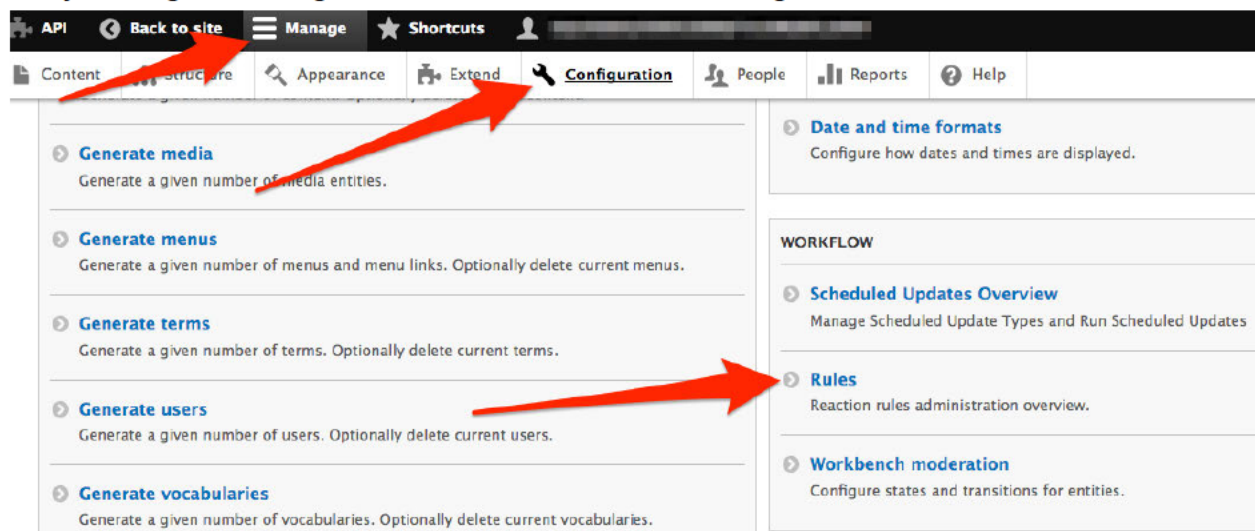 API Back to site Manage Shortcuts
Content Structure Appearance Extend Configuration People Reports Help
Generate media
Generate a given number of media entities.
Generate menus
Generate a given number of menus and menu links. Optionally delete current menus.
Generate terms
Generate a given number of terms. Optionally delete current terms.
Generate users
Generate a given number of users. Optionally delete current users.
Generate vocabularies
Generate a given number of vocabularies. Optionally delete current vocabularies.
Date and time formats
Configure how dates and times are displayed.
WORKFLOW
Scheduled Updates Overview
Manage Scheduled Update Types and Run Scheduled Updates
Rules
Reaction rules administration overview.
Workbench moderation
Configure states and transitions for entities.